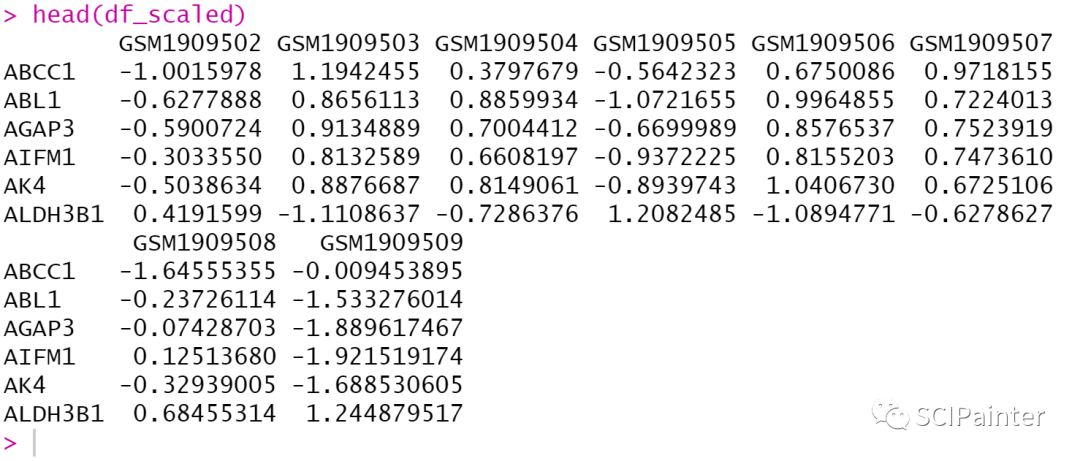 > head(df_scaled)
GSM1909502 GSM1909503 GSM1909504 GSM1909505 GSM1909506 GSM1909507
ABCC1 -1.0015978 1.1942455 0.3797679 -0.5642323 0.6750086 0.9718155
ABL1 -0.6277888 0.8656113 0.8859934 -1.0721655 0.9964855 0.7224013
AGAP3 -0.5900724 0.9134889 0.7004412 -0.6699989 0.8576537 0.7523919
AIFM1 -0.3033550 0.8132589 0.6608197 -0.9372225 0.8155203 0.7473610
AK4 -0.5038634 0.8876687 0.8149061 -0.8939743 1.0406730 0.6725106
ALDH3B1 0.4191599 -1.1108637 -0.7286376 1.2082485 -1.0894771 -0.6278627
GSM1909508 GSM1909509
ABCC1 -1.64555355 -0.009453895
ABL1 -0.23726114 -1.533276014
AGAP3 -0.07428703 -1.889617467
AIFM1 0.12513680 -1.921519174
AK4 -0.32939005 -1.688530605
ALDH3B1 0.68455314 1.244879517
>
SCIPainter